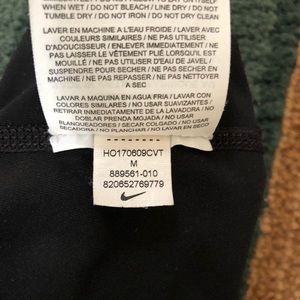 WHEN WET / DO NOT BLEACH / LINE DRY / DO NOT
TUMBLE DRY / DO NOT IRON / DO NOT DRY CLEAN
LAVER EN MACHINE A L'EAU FROIDE / LAVER AVEC
COULEURS SIMILAIRES / NE PAS UTILISER
D'ADOUCISSEUR / ENLEVER IMMEDIATEMENT / NE
PAS LAISSER LE VÊTEMENT PLIÉ LORSQU'IL EST
MOUILLÉ / NE PAS UTILISER D'EAU DE JAVEL /
SUSPENDRE POUR SECHER / NE PAS SECHER EN
MACHINE / NE PAS REPASSER / NE PAS NETTOYER
A SEC
LAVAR A MAQUINA EN AGUA FRIA / LAVAR CON
COLORES SIMILARES / NO USAR SUAVIZANTES /
RETIRAR INMEDIATAMENTE DE LA LAVADORA / NO
DOBLAR PRENDA MOJADA / NO USAR
BLANQUEADORES / SECAR COLGADO / NO USAR
SECADORA / NO PLANCHAR / NO LAVAR EN SECO
HO170609CVT
M
889561-010
820652769779